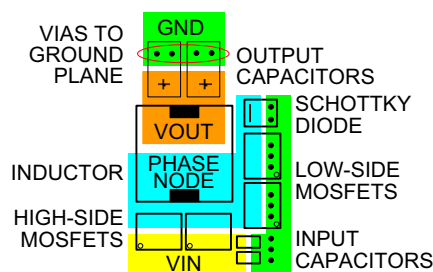 GND
VIAS TO
GROUND
PLANE
OUTPUT
CAPACITORS
+ +
VOUT
SCHOTTKY
DIODE
INDUCTOR
PHASE
NODE
LOW-SIDE
MOSFETS
HIGH-SIDE
MOSFETS
VIN
INPUT
CAPACITORS